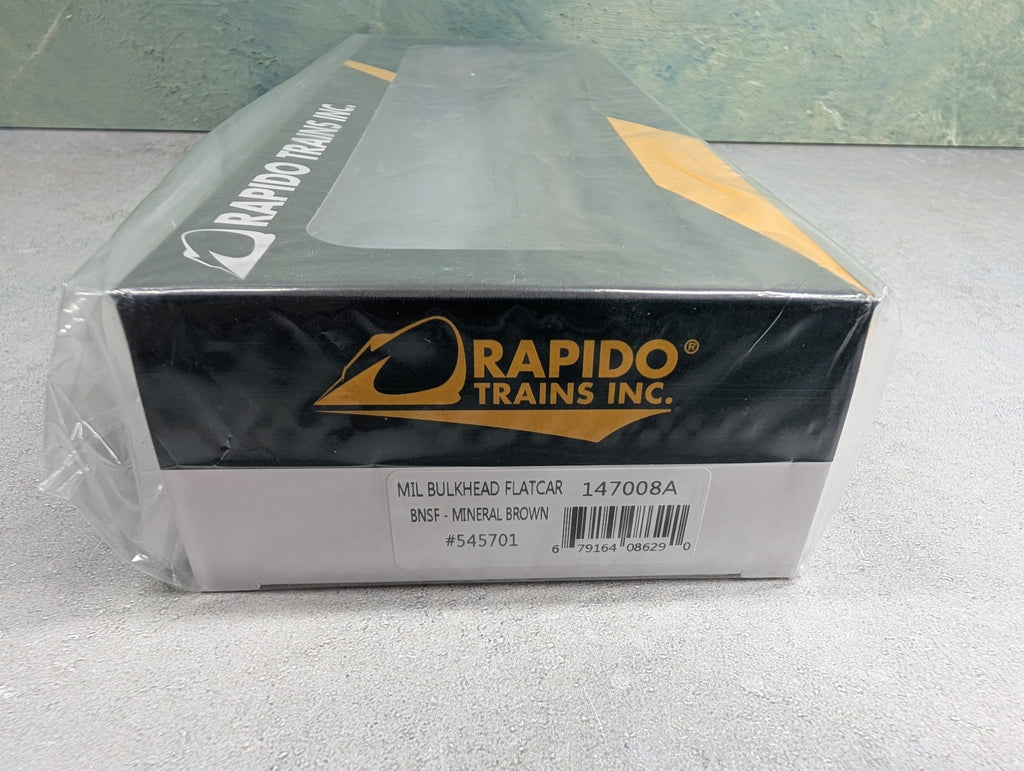 RAPIDO TRAINS INC.
RAPIDO®
TRAINS INC.
MIL BULKHEAD FLATCAR 147008A
BNSF - MINERAL BROWN
#545701
6 79164 08629 0